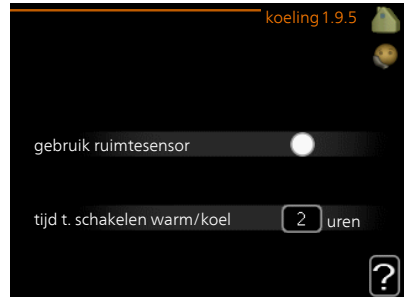 koeling 1.9.5
gebruik ruimtesensor
tijd t. schakelen warm/koel 2 uren
?